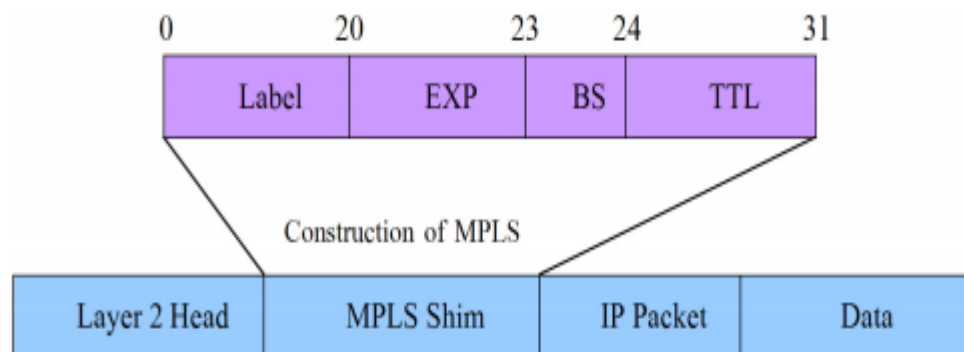 0 20 23 24 31
Label EXP BS TTL
Construction of MPLS
Layer 2 Head MPLS Shim IP Packet Data